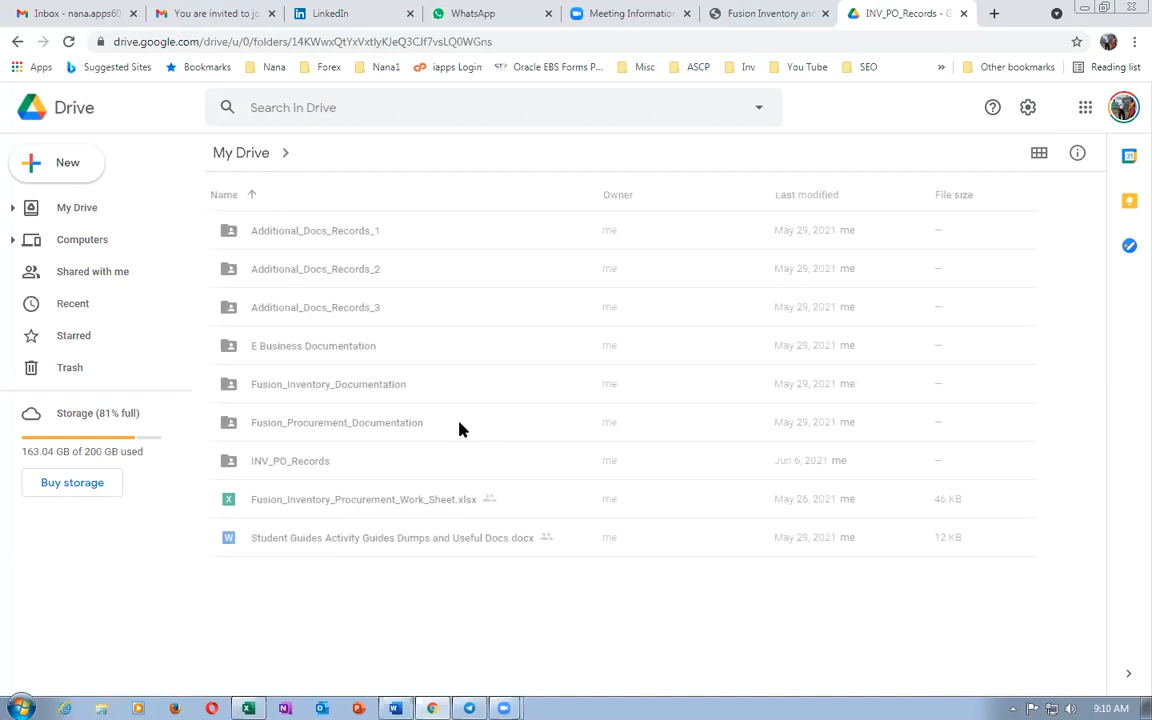 Inbox - nana.apps60
You are invited to jo
LinkedIn
WhatsApp
Meeting Information
Fusion Inventory and
INV_PO_Records - G
drive.google.com/drive/u/0/folders/14KWwxQtYxVxtIyKJeQ3CJf7vsLQ0WGns
Apps
Suggested Sites
Bookmarks
Nana
Forex
Nana1
iapps Login
Oracle EBS Forms P...
Misc
ASCP
Inv
You Tube
SEO
»
Other bookmarks
Reading list
Drive
Search in Drive
New
My Drive
Computers
Shared with me
Recent
Starred
Trash
Storage (81% full)
163.04 GB of 200 GB used
Buy storage
My Drive
Name Owner Last modified File size
Additional_Docs_Records_1 me May 29, 2021 me –
Additional_Docs_Records_2 me May 29, 2021 me –
Additional_Docs_Records_3 me May 29, 2021 me –
E Business Documentation me May 29, 2021 me –
Fusion_Inventory_Documentation me May 29, 2021 me –
Fusion_Procurement_Documentation me May 29, 2021 me –
INV_PO_Records me Jun 6, 2021 me –
Fusion_Inventory_Procurement_Work_Sheet.xlsx me May 26, 2021 me 46 KB
Student Guides Activity Guides Dumps and Useful Docs.docx me May 29, 2021 me 12 KB
9:10 AM